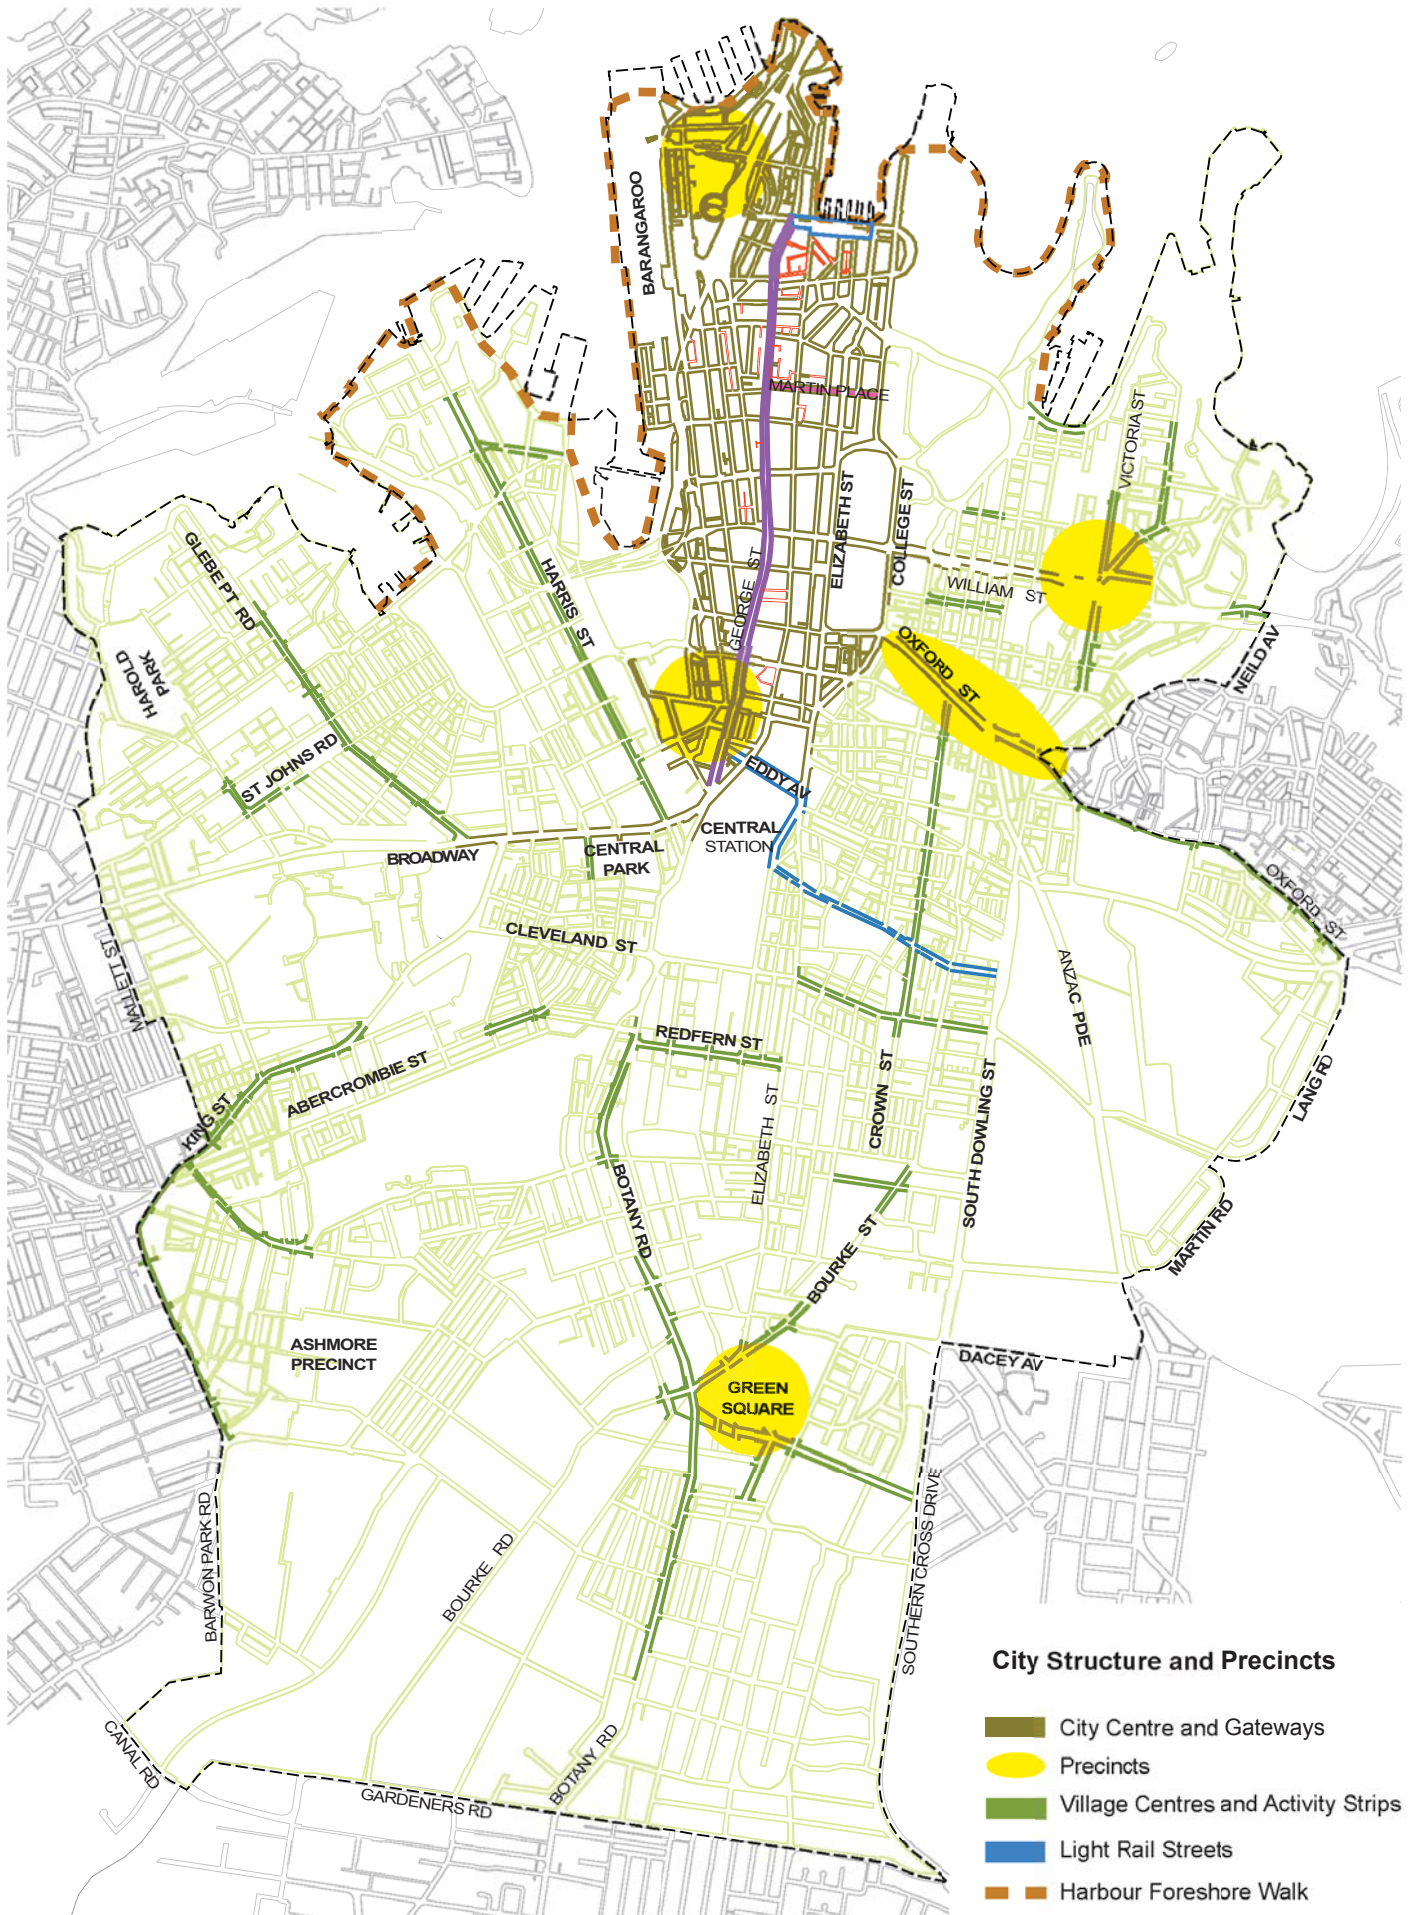 BARANGAROO
MARTIN PLACE
VICTORIA ST
ELIZABETH ST
COLLEGE ST
GLEBE PT RD
HARRIS ST
GEORGE ST
WILLIAM ST
HAROLD
PARK
OXFORD ST
NEILD AV
ST JOHNS RD
EDDY AV
CENTRAL
STATION
BROADWAY
CENTRAL
PARK
OXFORD ST
CLEVELAND ST
MALLETT ST
ANZAC PDE
REDFERN ST
ABERCROMBIE ST
KING ST
CROWN ST
LANG RD
ELIZABETH ST
SOUTH DOWLING ST
BOTANY RD
MARTIN RD
BOURKE ST
ASHMORE
PRECINCT
DACEY AV
GREEN
SQUARE
BARWON PARK RD
BOURKE RD
SOUTHERN CROSS DRIVE
CANAL RD
BOTANY RD
GARDENERS RD
City Structure and Precincts
City Centre and Gateways
Precincts
Village Centres and Activity Strips
Light Rail Streets
Harbour Foreshore Walk